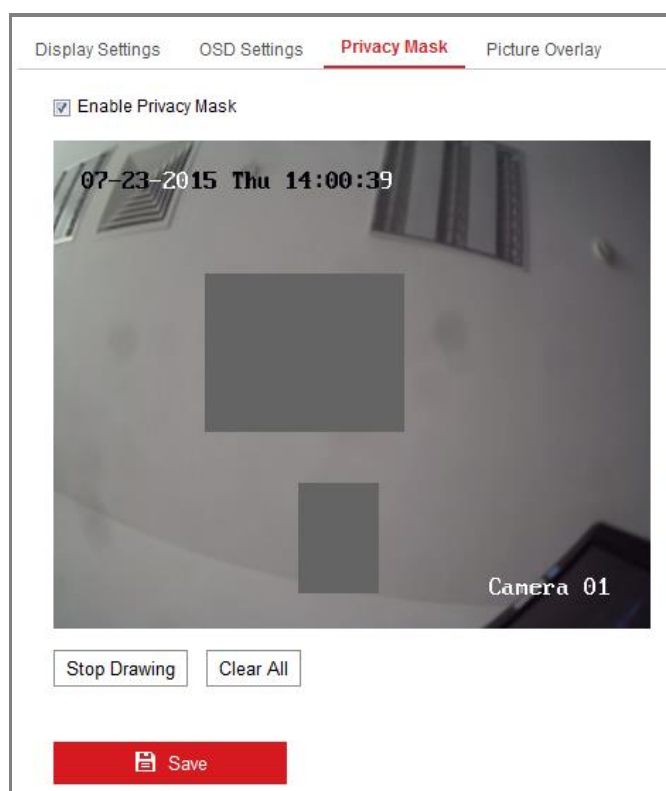 Display Settings OSD Settings Privacy Mask Picture Overlay
Enable Privacy Mask
07-23-2015 Thu 14:00:39
Camera 01
Stop Drawing Clear All
Save